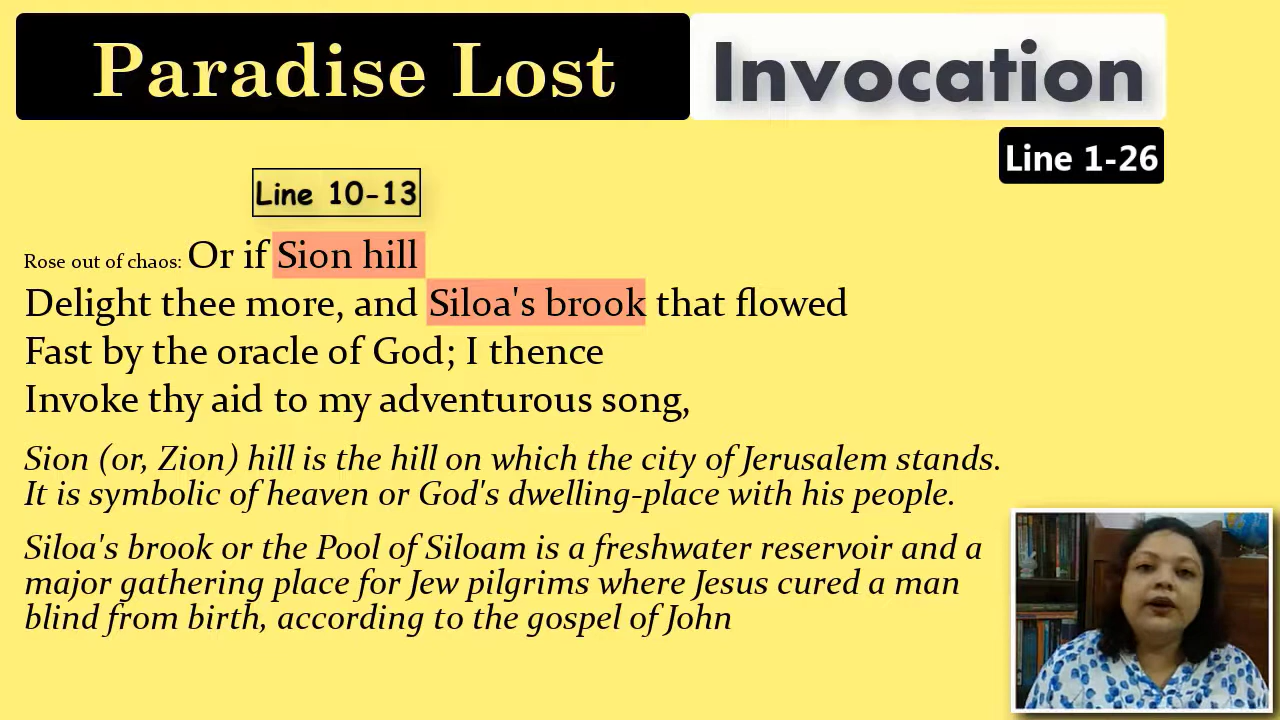 Paradise Lost Invocation
Line 1-26
Line 10-13
Rose out of chaos: Or if Sion hill
Delight thee more, and Siloa's brook that flowed
Fast by the oracle of God; I thence
Invoke thy aid to my adventurous song,
Sion (or, Zion) hill is the hill on which the city of Jerusalem stands.
It is symbolic of heaven or God's dwelling-place with his people.
Siloa's brook or the Pool of Siloam is a freshwater reservoir and a
major gathering place for Jew pilgrims where Jesus cured a man
blind from birth, according to the gospel of John